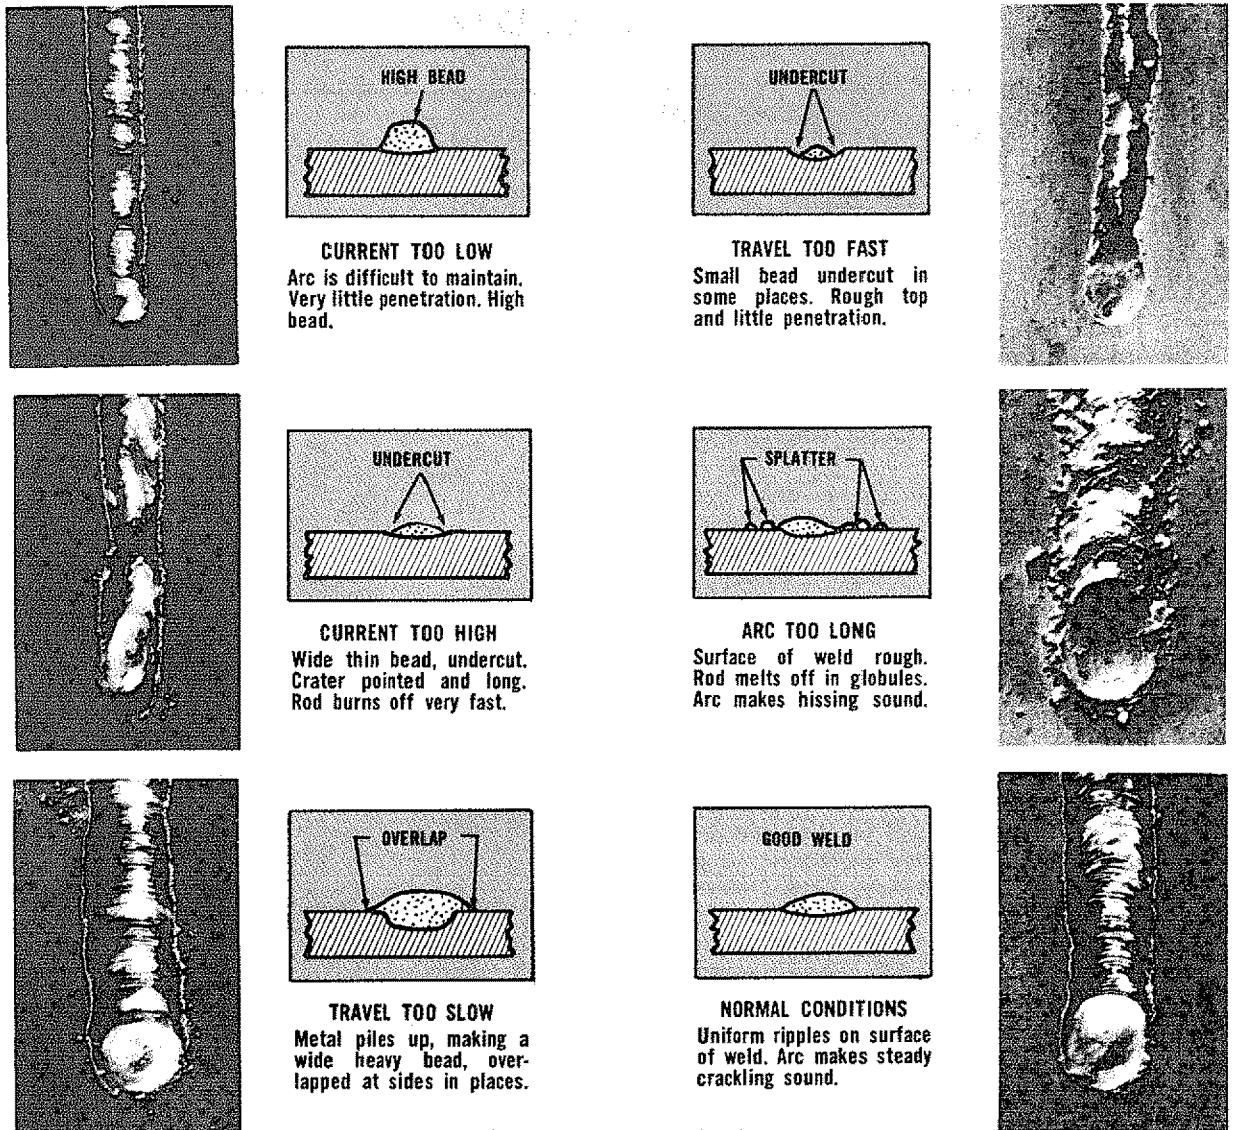 HIGH BEAD
CURRENT TOO LOW
Arc is difficult to maintain.
Very little penetration. High
bead.
UNDERCUT
TRAVEL TOO FAST
Small bead undercut in
some places. Rough top
and little penetration.
UNDERCUT
CURRENT TOO HIGH
Wide thin bead, undercut.
Crater pointed and long.
Rod burns off very fast.
SPLATTER
ARC TOO LONG
Surface of weld rough.
Rod melts off in globules.
Arc makes hissing sound.
OVERLAP
TRAVEL TOO SLOW
Metal piles up, making a
wide heavy bead, over-
lapped at sides in places.
GOOD WELD
NORMAL CONDITIONS
Uniform ripples on surface
of weld. Arc makes steady
crackling sound.